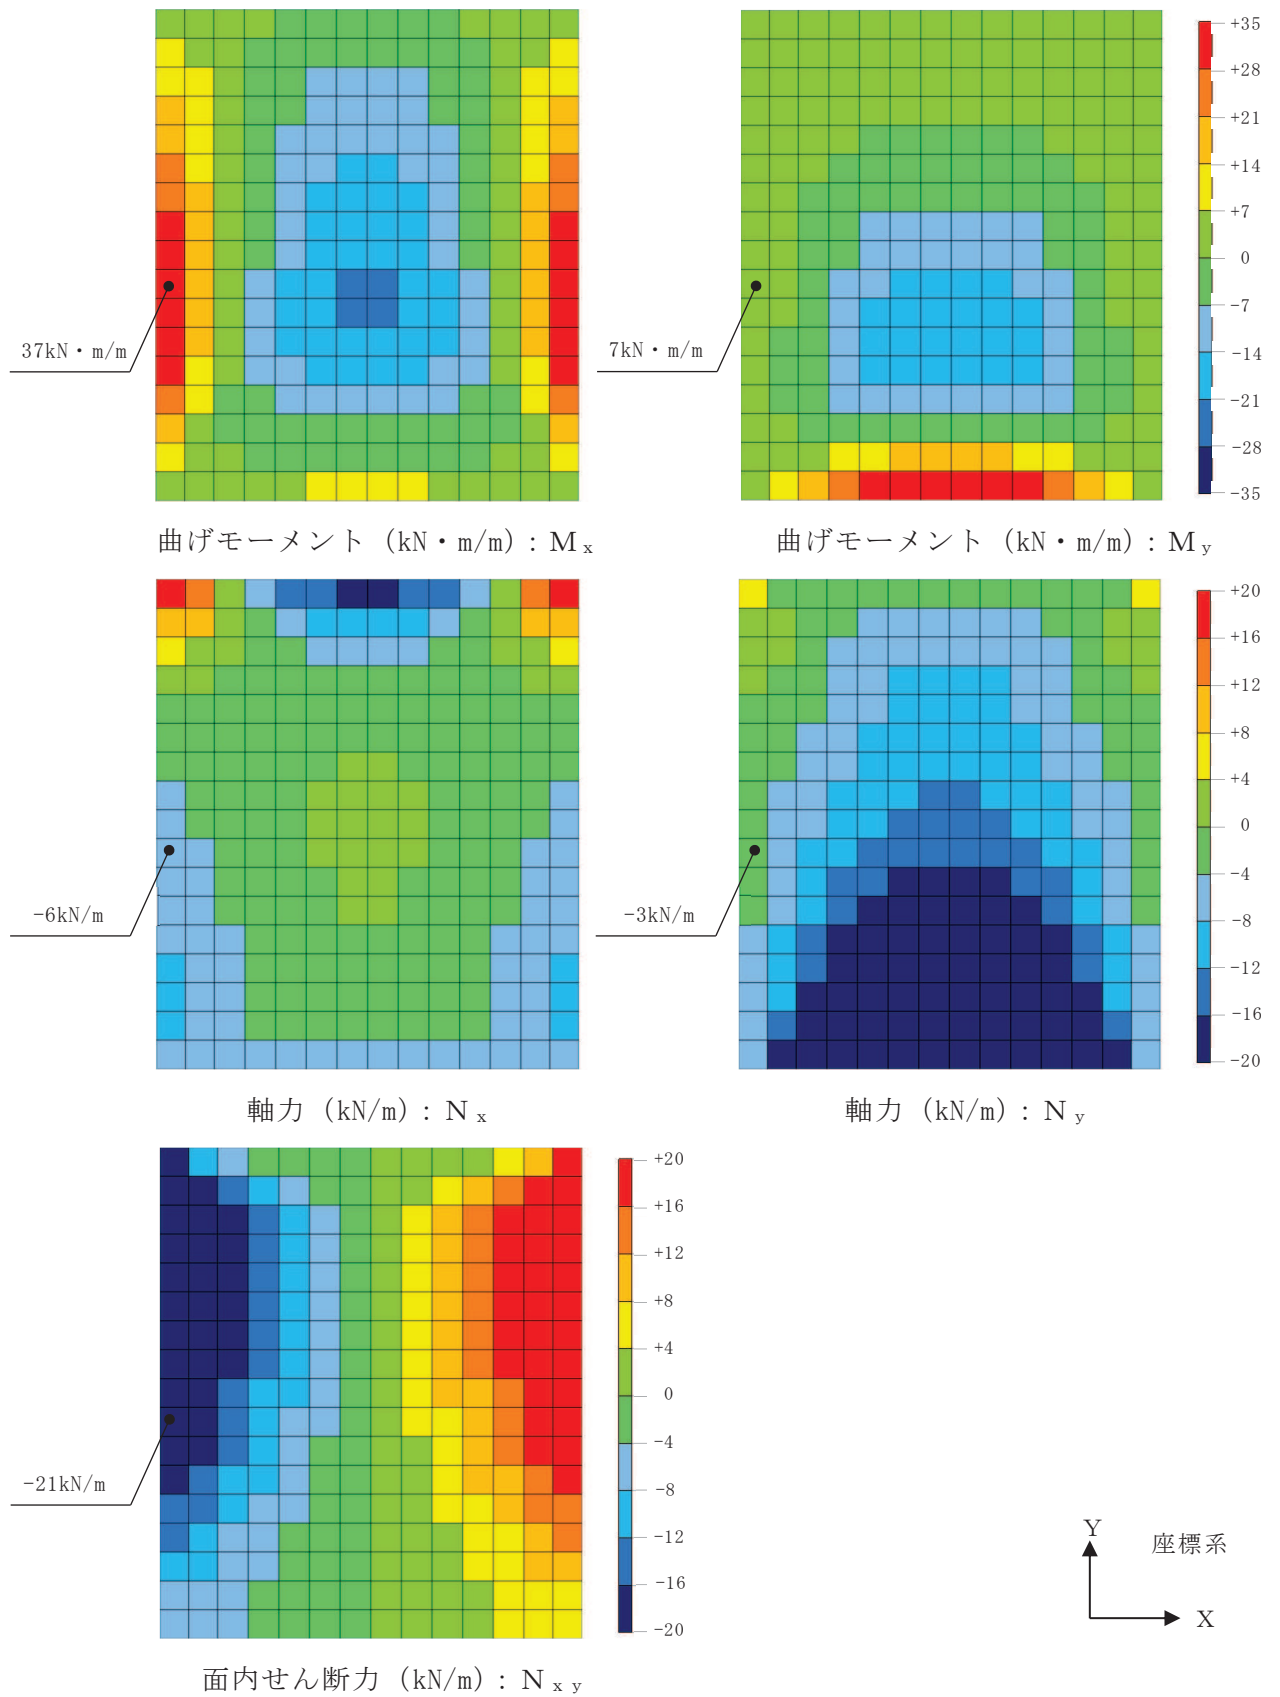 +35
+28
+21
+14
+7
0
-7
-14
-21
-28
-35
37kN・m/m
7kN・m/m
曲げモーメント (kN・m/m) : Mx
曲げモーメント (kN・m/m) : My
+20
+16
+12
+8
+4
0
-4
-8
-12
-16
-20
-6kN/m
-3kN/m
軸力 (kN/m) : Nx
軸力 (kN/m) : Ny
+20
+16
+12
+8
+4
0
-4
-8
-12
-16
-20
-21kN/m
Y
座標系
X
面内せん断力 (kN/m) : Nxy